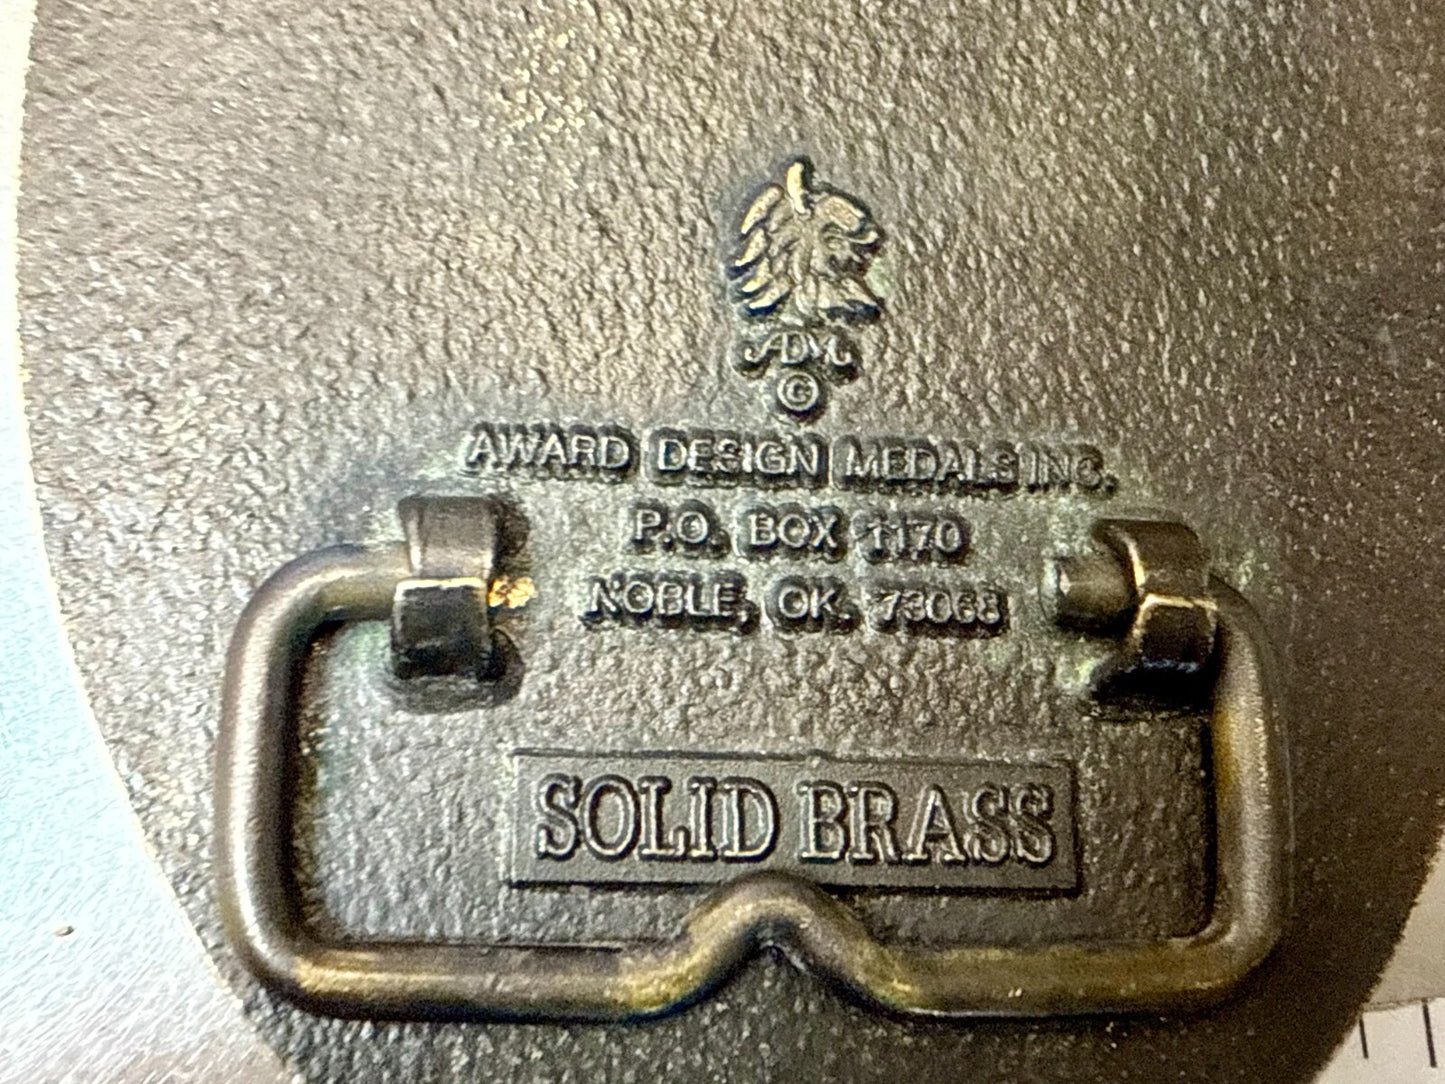 ADM
©
AWARD DESIGN MEDALS INC.
P.O. BOX 1170
NOBLE, OK. 73068
SOLID BRASS